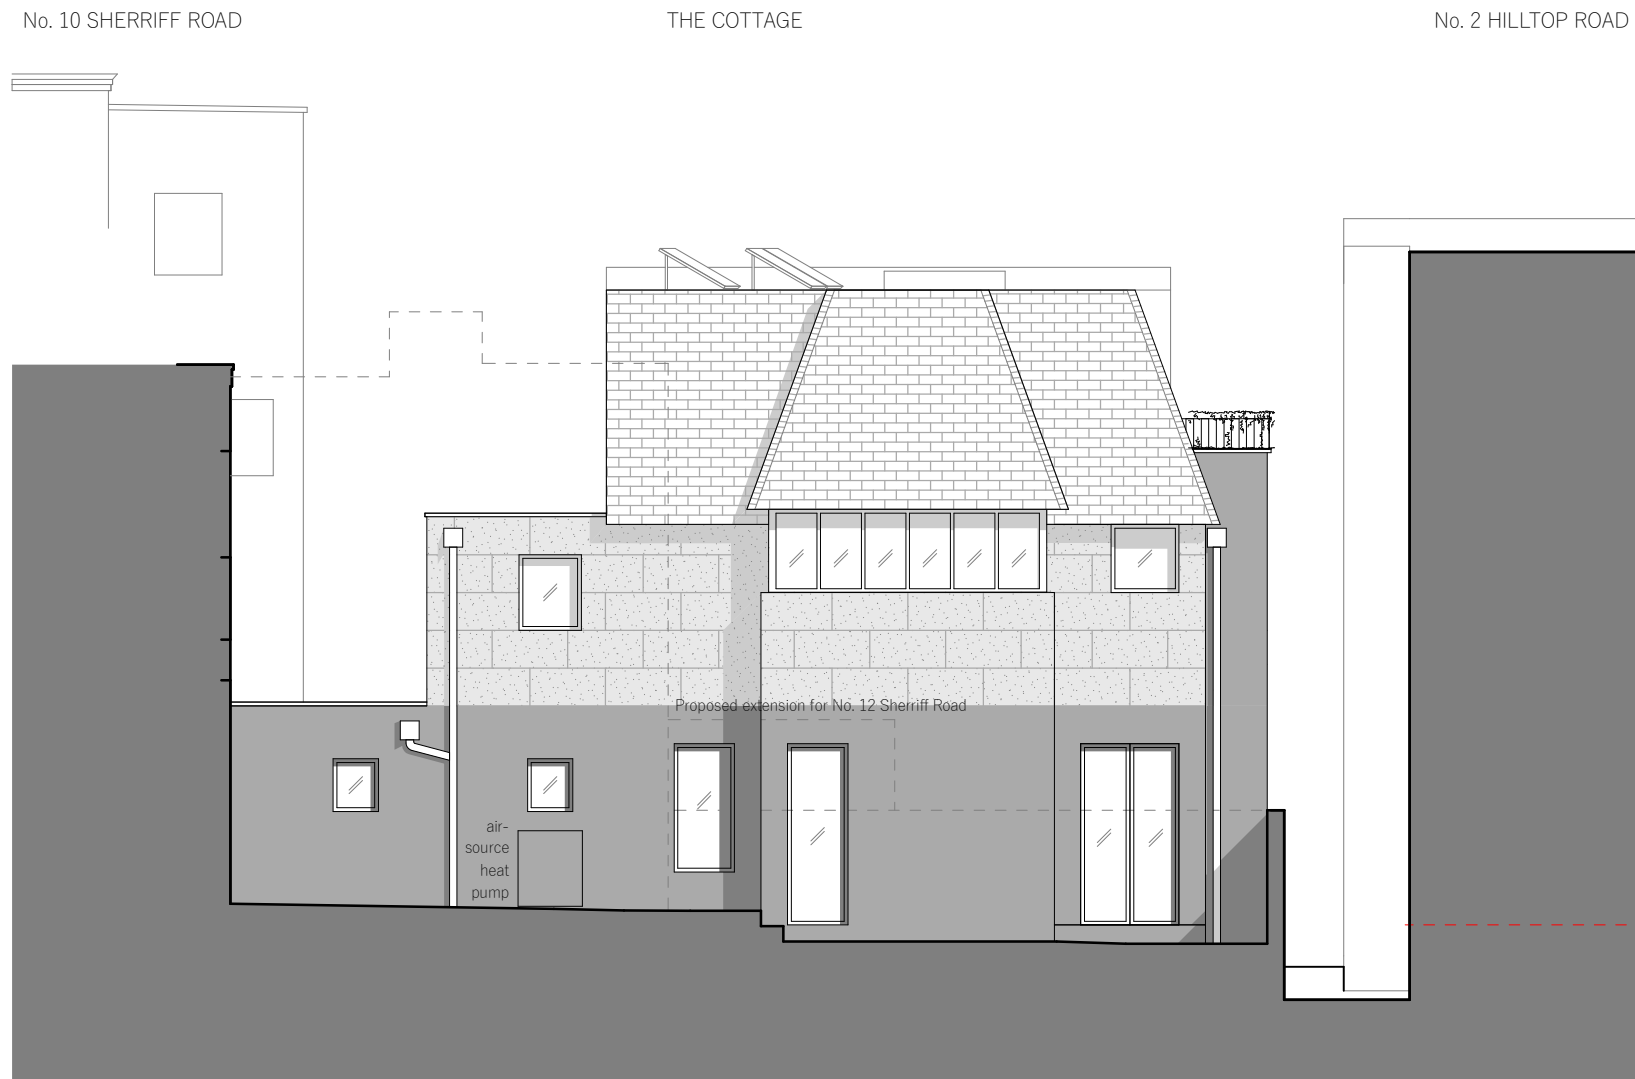 No. 10 SHERRIFF ROAD
THE COTTAGE
No. 2 HILLTOP ROAD
Proposed extension for No. 12 Sherriff Road
air-
source
heat
pump